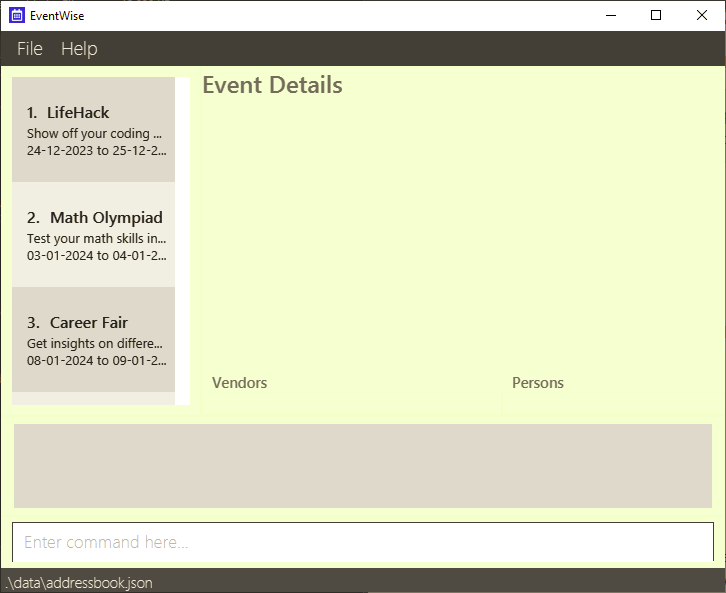 EventWise
File Help
Event Details
1. LifeHack
Show off your coding ...
24-12-2023 to 25-12-2...
2. Math Olympiad
Test your math skills in...
03-01-2024 to 04-01-2...
3. Career Fair
Get insights on differe...
08-01-2024 to 09-01-2...
Vendors
Persons
Enter command here...
.\data\addressbook.json